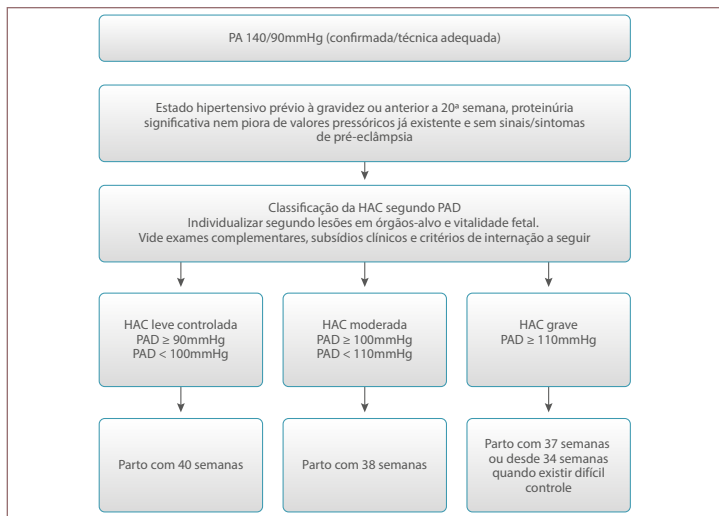 PA 140/90mmHg (confirmada/técnica adequada)
Estado hipertensivo prévio à gravidez ou anterior a 20ª semana, proteinúria
significativa nem piora de valores pressóricos já existente e sem sinais/sintomas
de pré-eclâmpsia
Classificação da HAC segundo PAD
Individualizar segundo lesões em órgãos-alvo e vitalidade fetal.
Vide exames complementares, subsídios clínicos e critérios de internação a seguir
HAC leve controlada
PAD ≥ 90mmHg
PAD < 100mmHg
HAC moderada
PAD ≥ 100mmHg
PAD < 110mmHg
HAC grave
PAD ≥ 110mmHg
Parto com 40 semanas
Parto com 38 semanas
Parto com 37 semanas
ou desde 34 semanas
quando existir difícil
controle